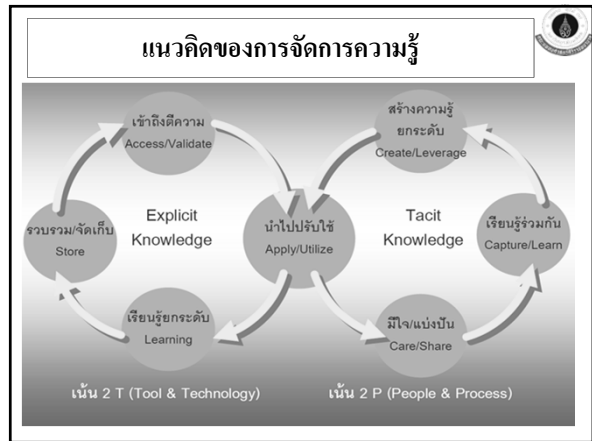 แนวคิดของการจัดการความรู้
เข้าถึงตีความ
Access/Validate
สร้างความรู้
ยกระดับ
Create/Leverage
รวบรวม/จัดเก็บ
Store
Explicit
Knowledge
นำไปปรับใช้
Apply/Utilize
Tacit
Knowledge
เรียนรู้ร่วมกัน
Capture/Learn
เรียนรู้ยกระดับ
Learning
มีใจ/แบ่งปัน
Care/Share
เน้น 2 T (Tool & Technology)
เน้น 2 P (People & Process)